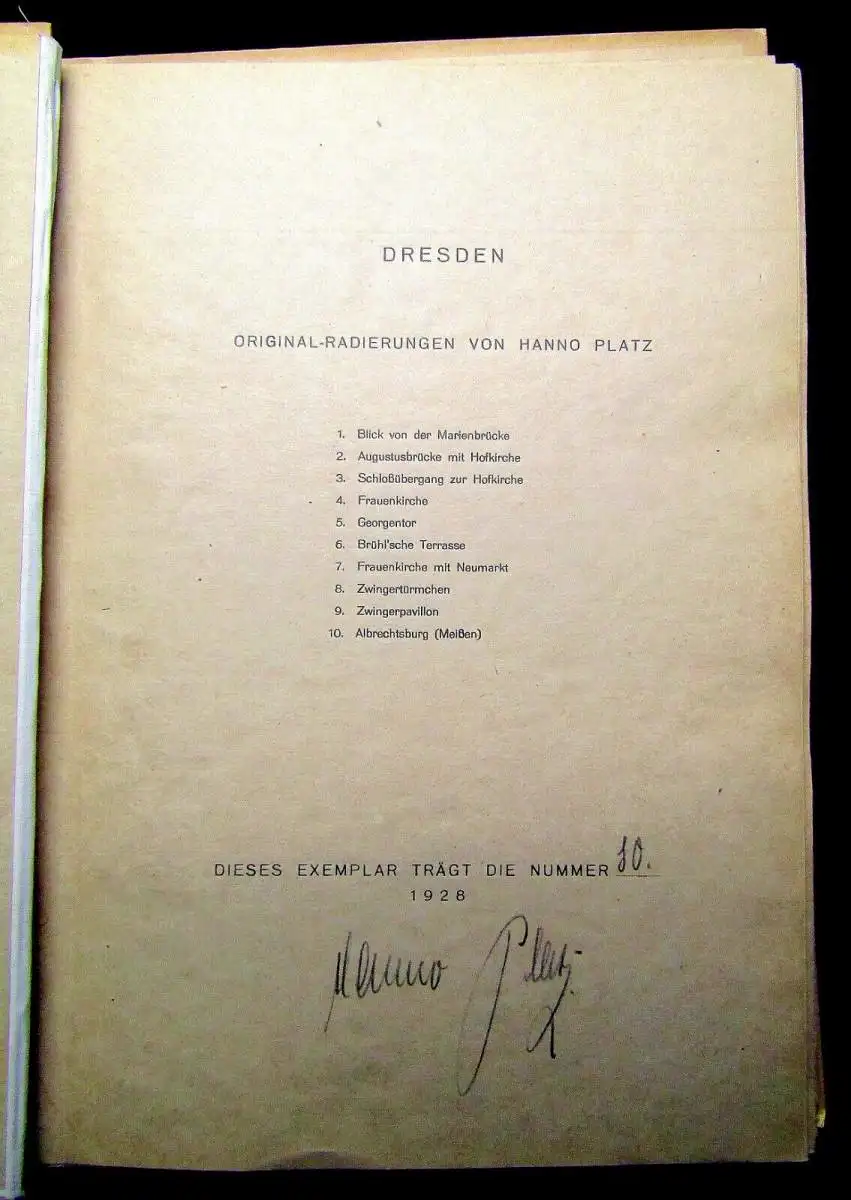 DRESDEN
ORIGINAL-RADIERUNGEN VON HANNO PLATZ
1. Blick von der Marienbrücke
2. Augustusbrücke mit Hofkirche
3. Schloßübergang zur Hofkirche
4. Frauenkirche
5. Georgentor
6. Brühl'sche Terrasse
7. Frauenkirche mit Neumarkt
8. Zwingertürmchen
9. Zwingerpavillon
10. Albrechtsburg (Meißen)
DIESES EXEMPLAR TRÄGT DIE NUMMER
1928
Hanno Platz